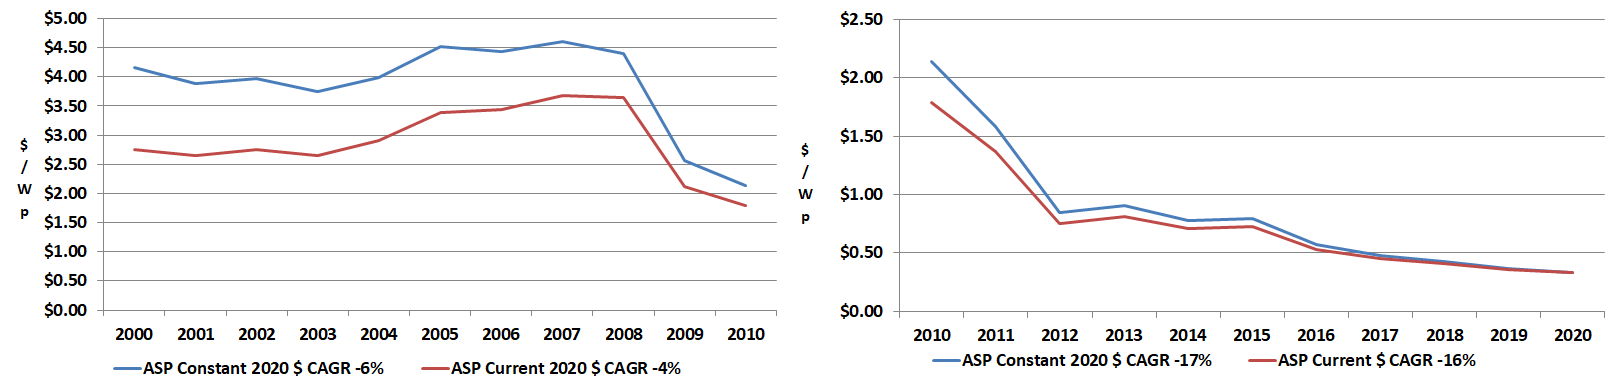 $5.00
$4.50
$4.00
$3.50
$3.00
$2.50
$2.00
$1.50
$1.00
$0.50
$0.00
$
/
W
p
2000 2001 2002 2003 2004 2005 2006 2007 2008 2009 2010
ASP Constant 2020 $ CAGR -6% ASP Current 2020 $ CAGR -4%
$2.50
$2.00
$1.50
$1.00
$0.50
$0.00
$
/
W
p
2010 2011 2012 2013 2014 2015 2016 2017 2018 2019 2020
ASP Constant 2020 $ CAGR -17% ASP Current $ CAGR -16%